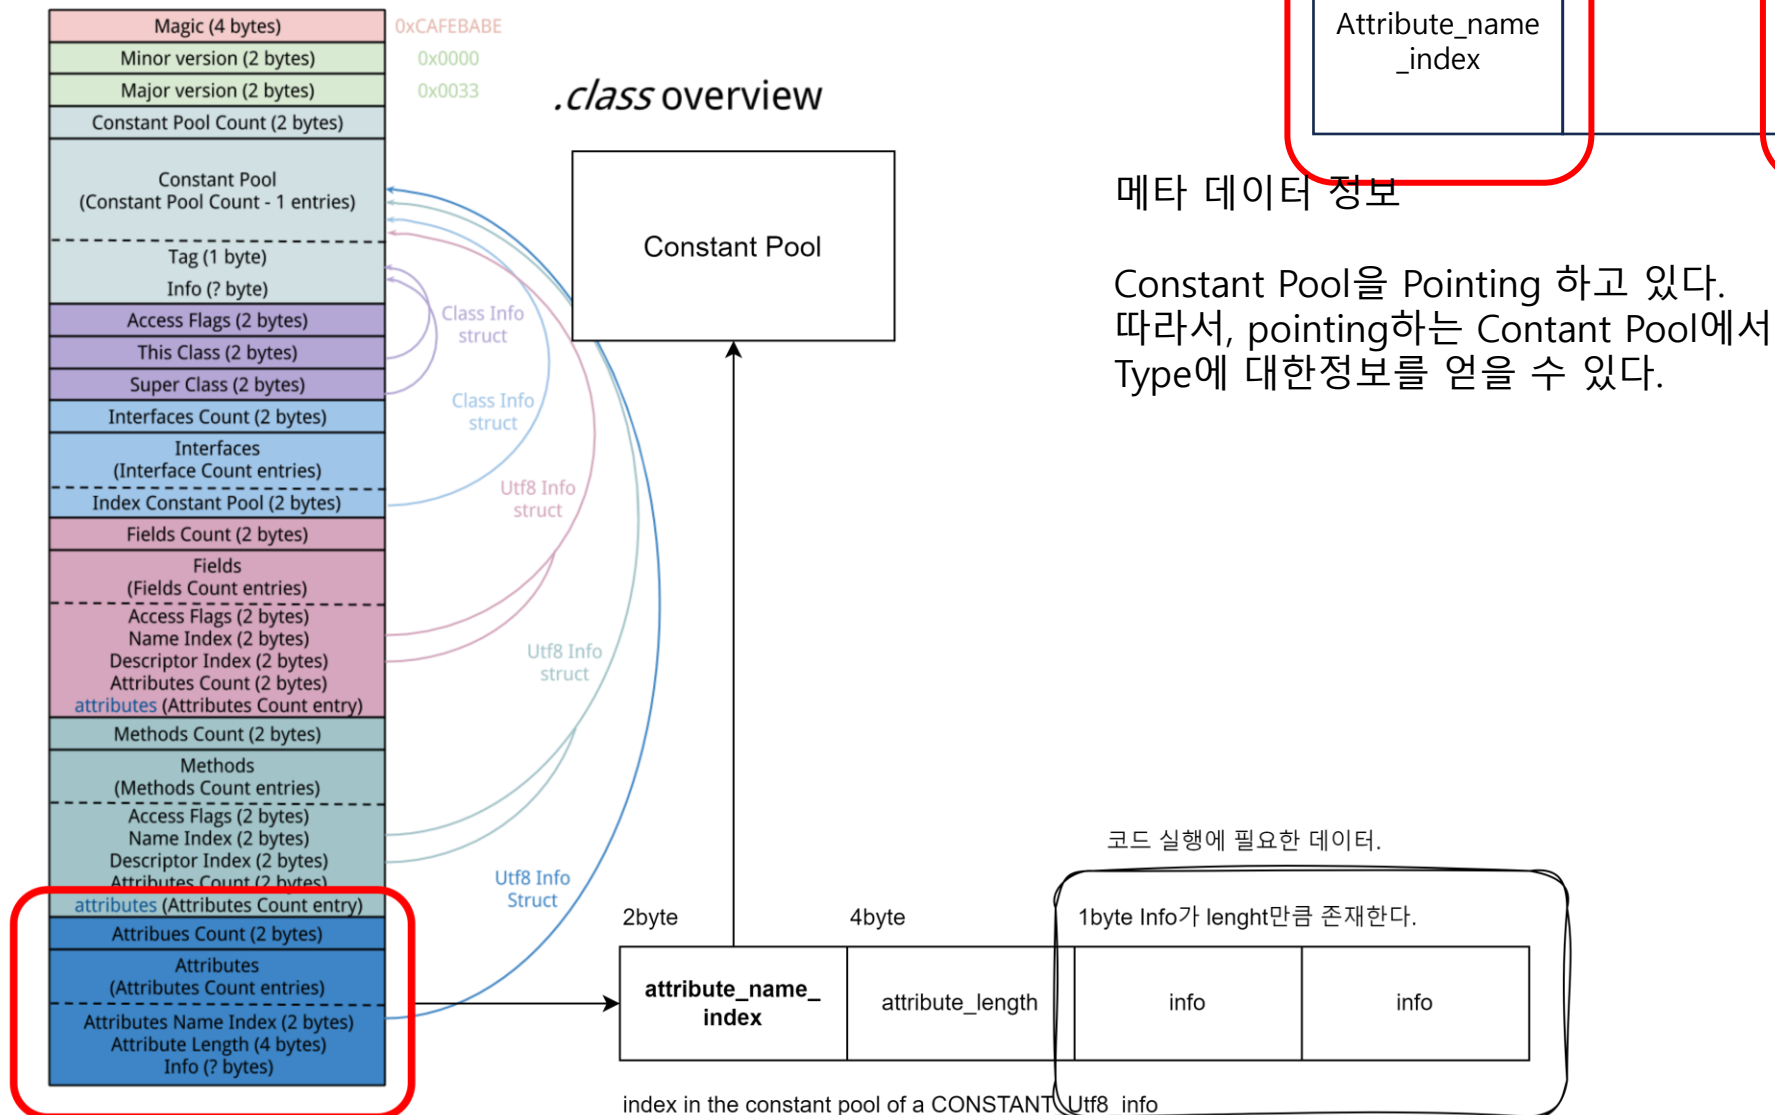 Magic (4 bytes)
0xCAFEBABE
Minor version (2 bytes)
0x0000
Major version (2 bytes)
0x0033
Constant Pool Count (2 bytes)
Constant Pool
(Constant Pool Count - 1 entries)
Tag (1 byte)
Info (? byte)
Access Flags (2 bytes)
This Class (2 bytes)
Super Class (2 bytes)
Interfaces Count (2 bytes)
Interfaces
(Interface Count entries)
Index Constant Pool (2 bytes)
Fields Count (2 bytes)
Fields
(Fields Count entries)
Access Flags (2 bytes)
Name Index (2 bytes)
Descriptor Index (2 bytes)
Attributes Count (2 bytes)
attributes (Attributes Count entry)
Methods Count (2 bytes)
Methods
(Methods Count entries)
Access Flags (2 bytes)
Name Index (2 bytes)
Descriptor Index (2 bytes)
Attributes Count (2 bytes)
attributes (Attributes Count entry)
Attribues Count (2 bytes)
Attributes
(Attributes Count entries)
Attributes Name Index (2 bytes)
Attribute Length (4 bytes)
Info (? bytes)
.class overview
Class Info
struct
Class Info
struct
Utf8 Info
struct
Utf8 Info
struct
Utf8 Info
Struct
Constant Pool
Attribute_name
_index
메타 데이터 정보
Constant Pool을 Pointing 하고 있다.
따라서, pointing하는 Contant Pool에서
Type에 대한정보를 얻을 수 있다.
코드 실행에 필요한 데이터.
2byte
4byte
1byte Info가 lenght만큼 존재한다.
attribute_name_
index
attribute_length
info
info
index in the constant pool of a CONSTANT_Utf8_info